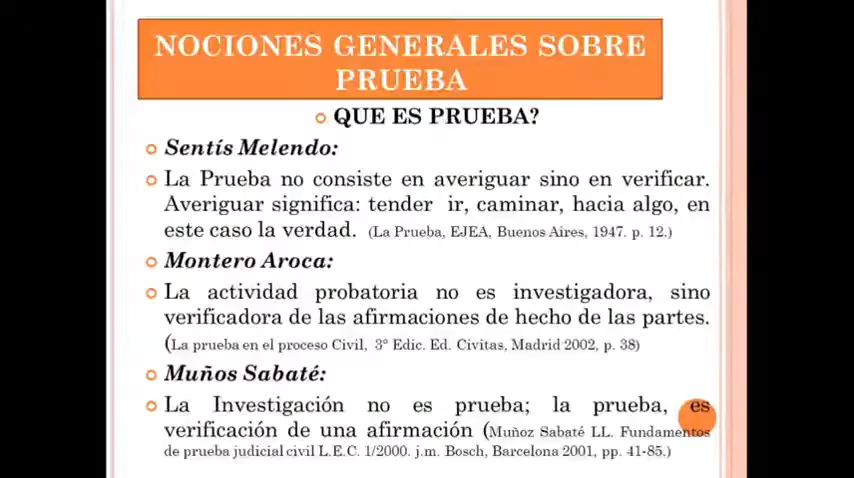 NOCIONES GENERALES SOBRE
PRUEBA
QUE ES PRUEBA?
Sentís Melendo:
La Prueba no consiste en averiguar sino en verificar.
Averiguar significa: tender ir, caminar, hacia algo, en
este caso la verdad. (La Prueba, EJEA, Buenos Aires, 1947. p. 12.)
Montero Aroca:
La actividad probatoria no es investigadora, sino
verificadora de las afirmaciones de hecho de las partes.
(La prueba en el proceso Civil, 3° Edic. Ed. Civitas, Madrid 2002, p. 38)
Muños Sabaté:
La Investigación no es prueba; la prueba, es
verificación de una afirmación (Muñoz Sabaté LL. Fundamentos
de prueba judicial civil L.E.C. 1/2000. j.m. Bosch, Barcelona 2001, pp. 41-85.)